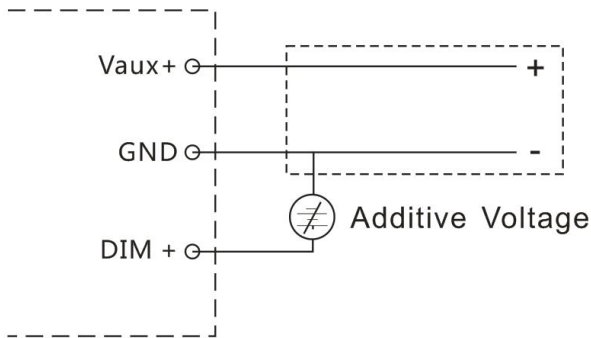 Vaux+
+
GND
-
Additive Voltage
DIM +